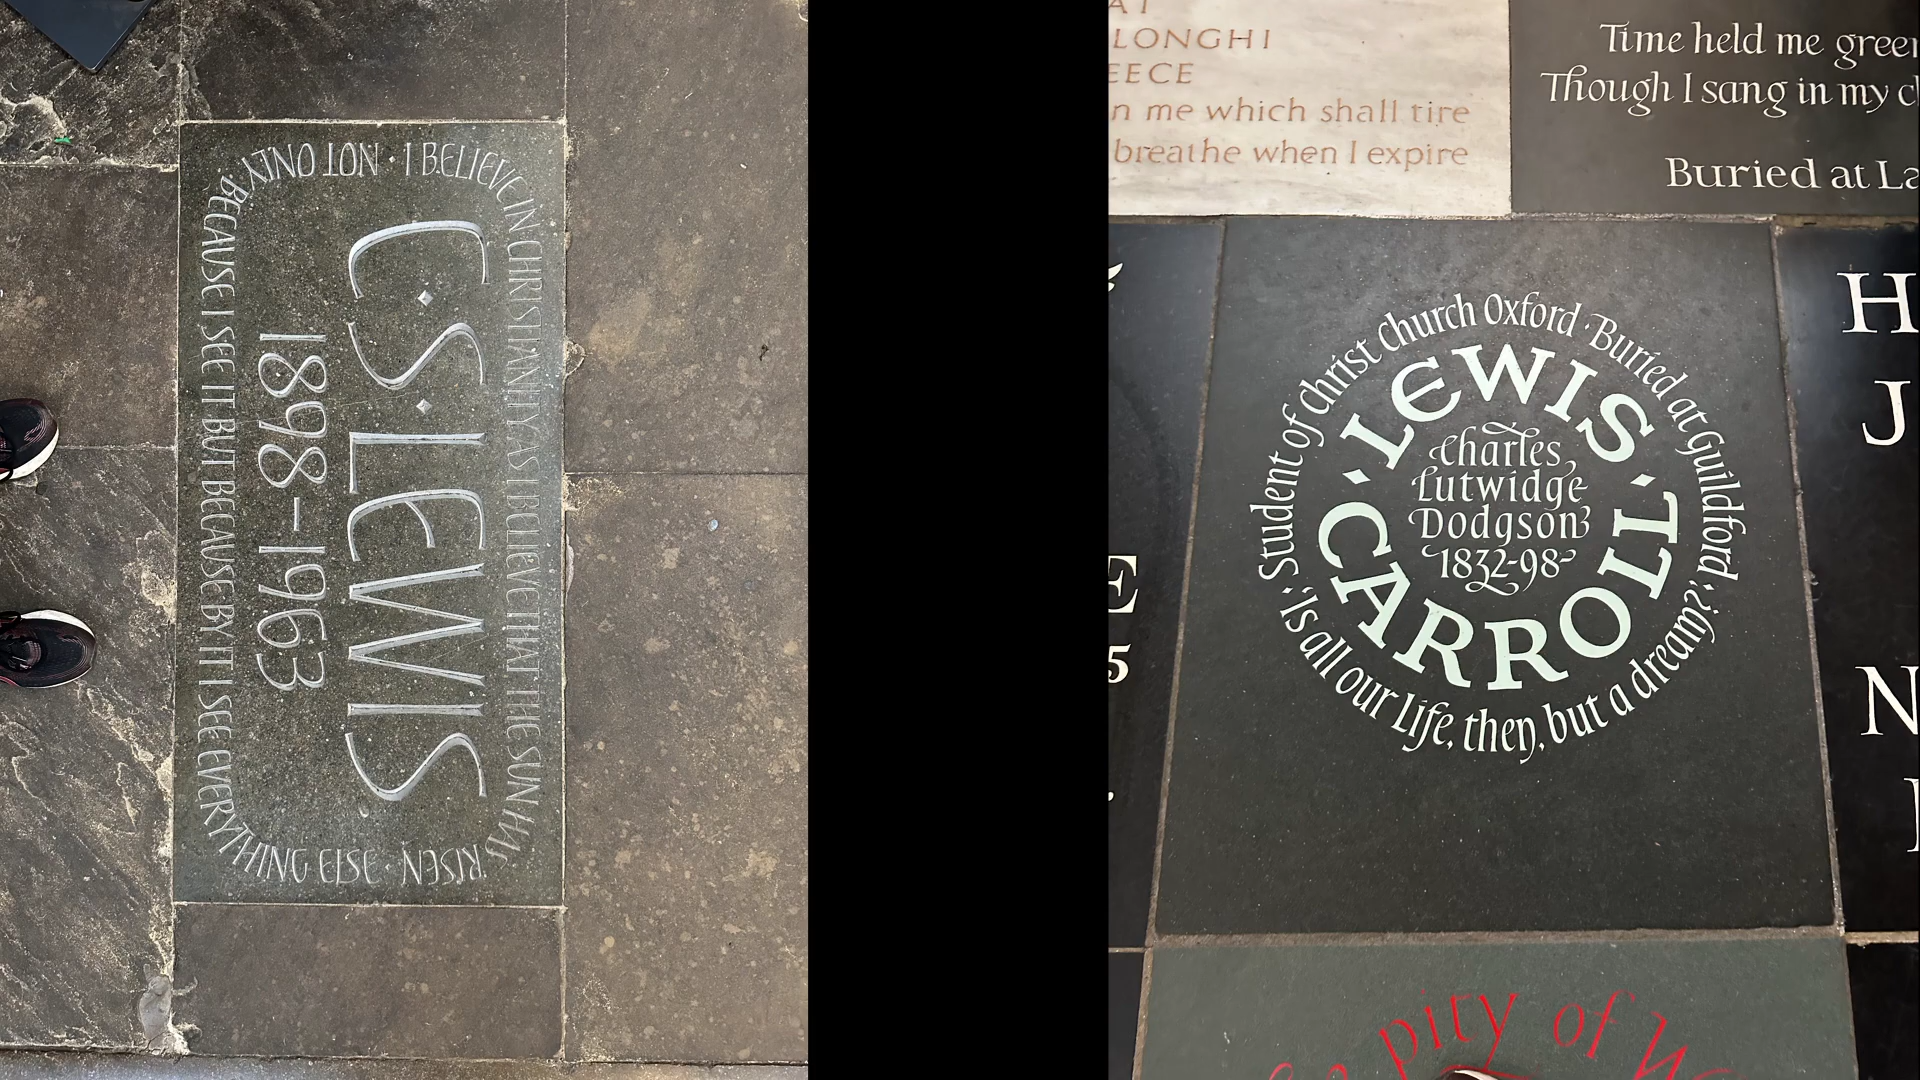 C·S·LEWIS
1898–1963
I BELIEVE IN CHRISTIANITY AS I BELIEVE THAT THE SUN HAS RISEN · NOT ONLY BECAUSE I SEE IT BUT BECAUSE BY IT I SEE EVERYTHING ELSE ·
LONGHI
EECE
n me which shall tire
breathe when I expire
Time held me green
Though I sang in my
Buried at
Student of Christ Church Oxford · Buried at Guildford ·
· LEWIS ·
Charles
Lutwidge
Dodgson
1832-98
CARROLL
'Is all our Life, then, but a dream?'
H
J
N
E
5
pity of